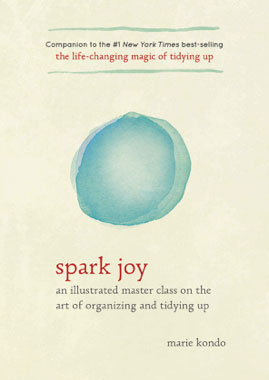 Companion to the #1 New York Times best-selling
the life-changing magic of tidying up
spark joy
an illustrated master class on the
art of organizing and tidying up
marie kondo